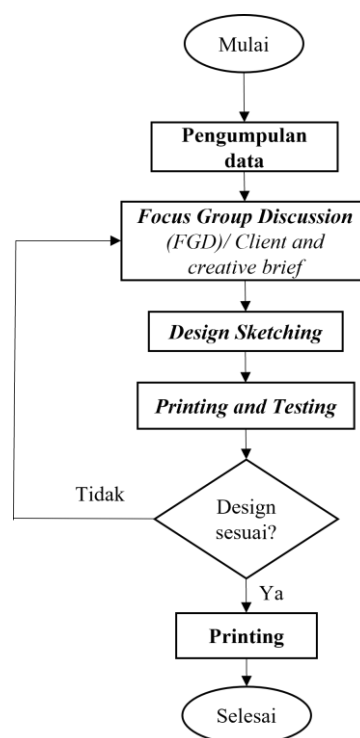 Mulai
Pengumpulan
data
Focus Group Discussion
(FGD)/ Client and
creative brief
Design Sketching
Printing and Testing
Tidak
Design
sesuai?
Ya
Printing
Selesai